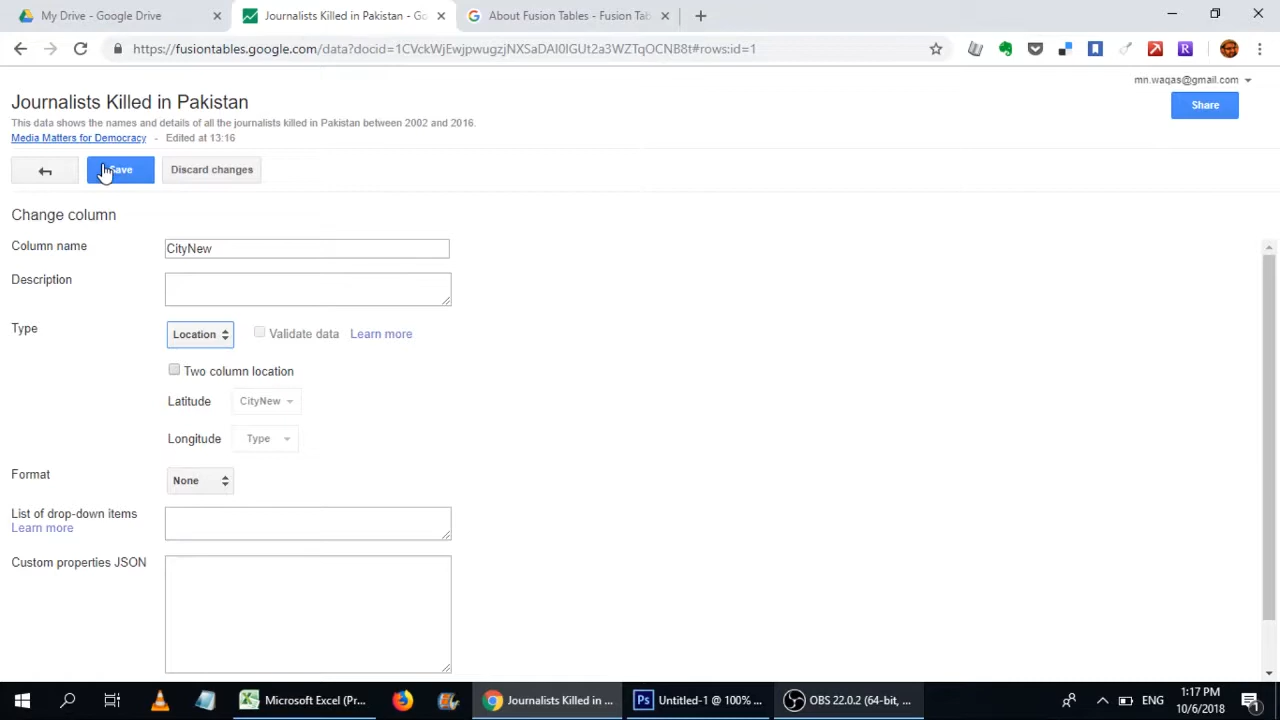 My Drive - Google Drive
Journalists Killed in Pakistan - Go
About Fusion Tables - Fusion Tab
https://fusiontables.google.com/data?docid=1CVckWjEwjpwugzjNXSaDAI0lGUt2a3WZTqOCNB8t#rows:id=1
mn.waqas@gmail.com
Journalists Killed in Pakistan
Share
This data shows the names and details of all the journalists killed in Pakistan between 2002 and 2016.
Media Matters for Democracy - Edited at 13:16
Save
Discard changes
Change column
Column name
CityNew
Description
Type
Location
Validate data
Learn more
Two column location
Latitude
CityNew
Longitude
Type
Format
None
List of drop-down items
Learn more
Custom properties JSON
Microsoft Excel (Pr...
Journalists Killed in ...
Ps
Untitled-1 @ 100% ...
OBS 22.0.2 (64-bit, ...
ENG
1:17 PM
10/6/2018
1